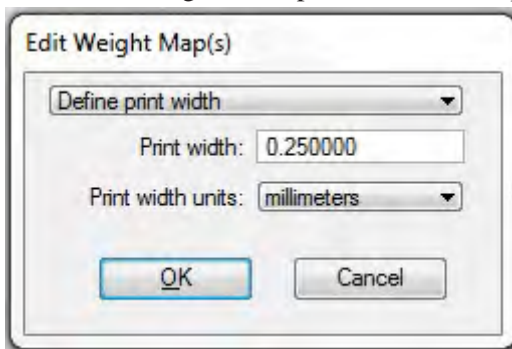 Edit Weight Map(s)
Define print width
Print width: 0.250000
Print width units: millimeters
OK Cancel